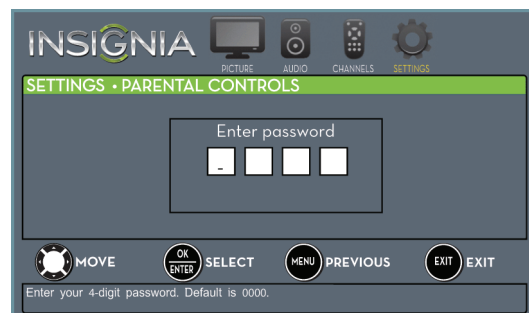 INSIGNIA
PICTURE AUDIO CHANNELS SETTINGS
SETTINGS • PARENTAL CONTROLS
Enter password
_
MOVE OK ENTER SELECT MENU PREVIOUS EXIT EXIT
Enter your 4-digit password. Default is 0000.